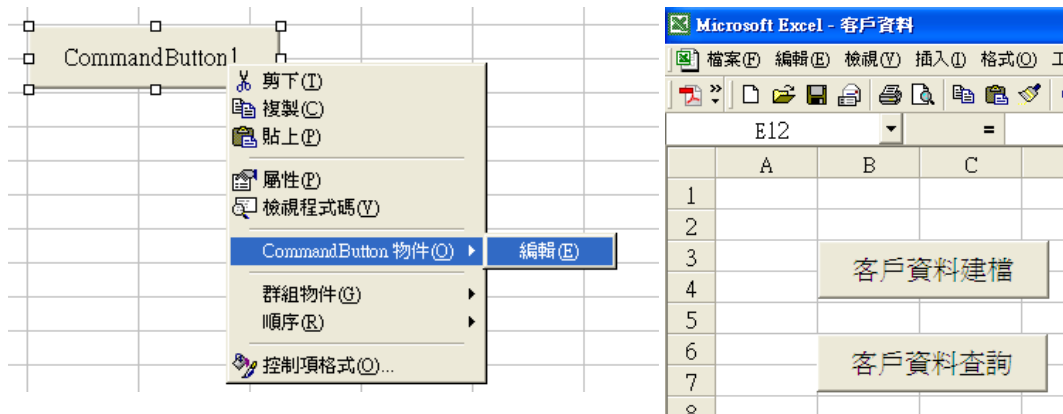 CommandButton1
剪下(T)
複製(C)
貼上(P)
屬性(P)
檢視程式碼(V)
CommandButton 物件(O)
編輯(E)
群組物件(G)
順序(R)
控制項格式(O)...
Microsoft Excel - 客戶資料
檔案(F) 編輯(E) 檢視(V) 插入(I) 格式(O)
E12 =
A B C
1
2
3
客戶資料建檔
4
5
6
客戶資料查詢
7